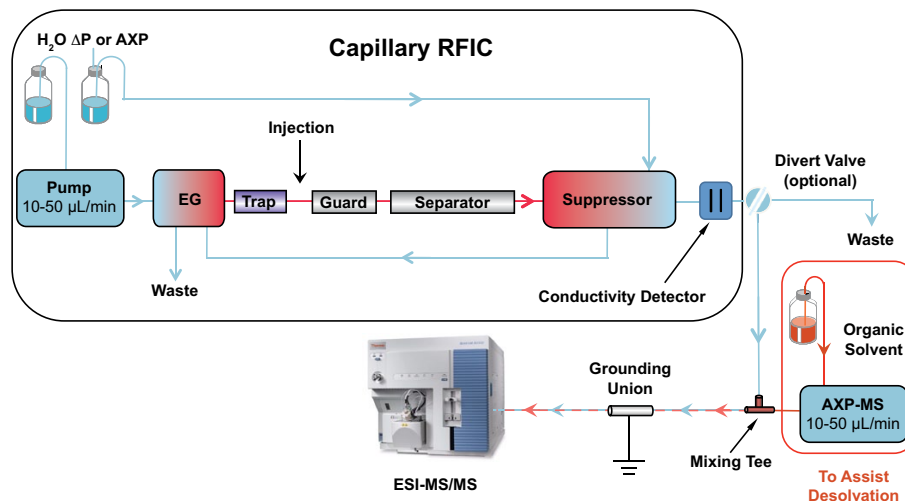 Capillary RFIC
H₂O ΔP or AXP
Injection
Pump
10-50 µL/min
EG
Trap
Guard
Separator
Suppressor
Divert Valve
(optional)
Waste
Waste
Conductivity Detector
Organic
Solvent
Grounding
Union
AXP-MS
10-50 µL/min
Mixing Tee
ESI-MS/MS
To Assist
Desolvation